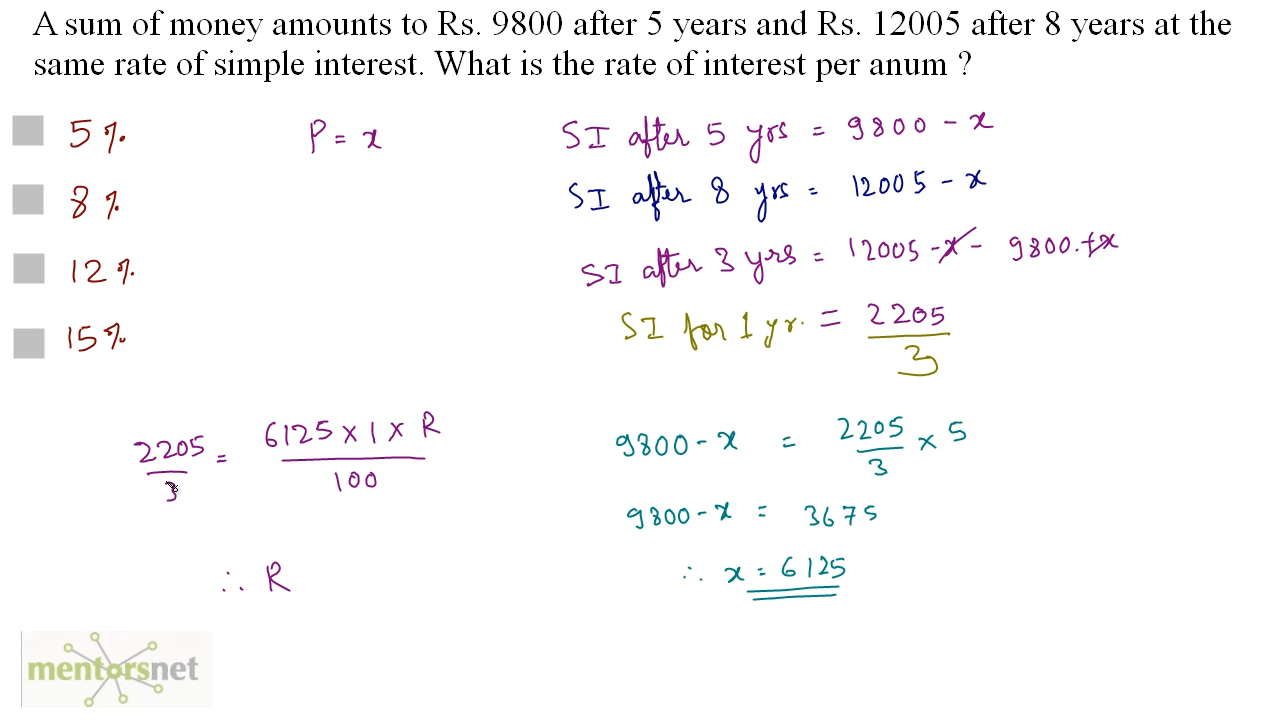 A sum of money amounts to Rs. 9800 after 5 years and Rs. 12005 after 8 years at the
same rate of simple interest. What is the rate of interest per anum ?
5 %
8 %
12 %
15 %
P = x
SI after 5 yrs = 9800 - x
SI after 8 yrs = 12005 - x
SI after 3 yrs = 12005 - x - 9800 + x
SI for 1 yr. = 2205
3
9800 - x = 2205 × 5
3
9800 - x = 3675
∴ x = 6125
2205 = 6125 × 1 × R
3 100
∴ R
mentorsnet